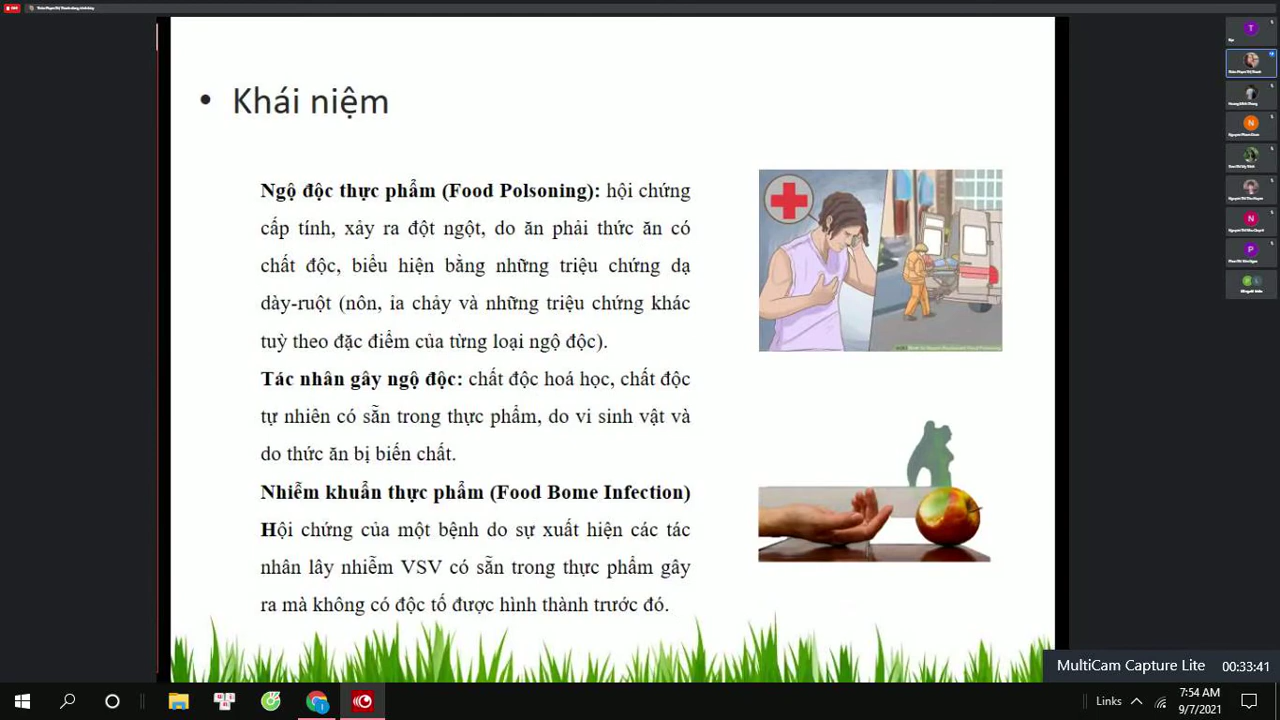 • Khái niệm
Ngộ độc thực phẩm (Food Polsoning): hội chứng
cấp tính, xảy ra đột ngột, do ăn phải thức ăn có
chất độc, biểu hiện bằng những triệu chứng dạ
dày-ruột (nôn, ỉa chảy và những triệu chứng khác
tuỳ theo đặc điểm của từng loại ngộ độc).
Tác nhân gây ngộ độc: chất độc hoá học, chất độc
tự nhiên có sẵn trong thực phẩm, do vi sinh vật và
do thức ăn bị biến chất.
Nhiễm khuẩn thực phẩm (Food Bome Infection)
Hội chứng của một bệnh do sự xuất hiện các tác
nhân lây nhiễm VSV có sẵn trong thực phẩm gây
ra mà không có độc tố được hình thành trước đó.
T
N
N
P
MultiCam Capture Lite 00:33:41
Links
7:54 AM
9/7/2021